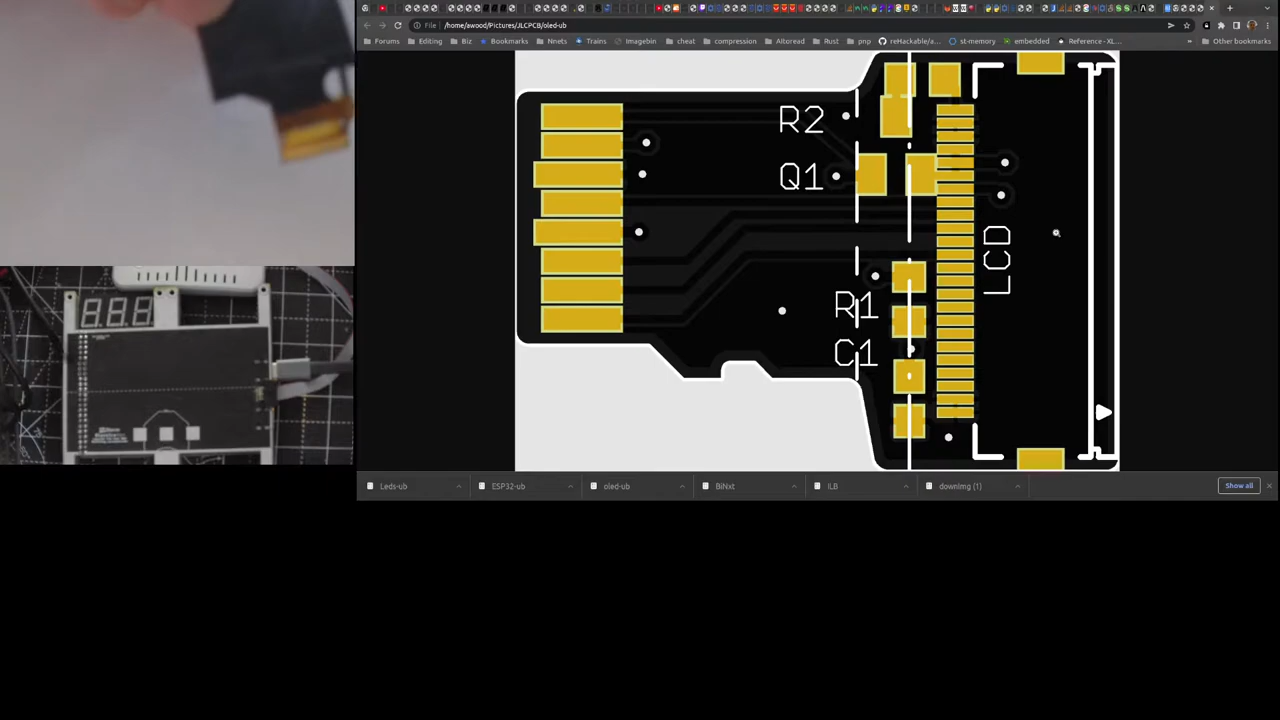 File
/home/awood/Pictures/JLCPCB/oled-ub
Forums
Editing
Biz
Bookmarks
Nnets
Trains
Imagebin
cheat
compression
AItoread
Rust
pnp
reHackable/a...
st-memory
embedded
Reference - XL...
»
Other bookmarks
R2
Q1
LCD
R1
C1
Leds-ub
ESP32-ub
oled-ub
BiNxt
ILB
downImg (1)
Show all